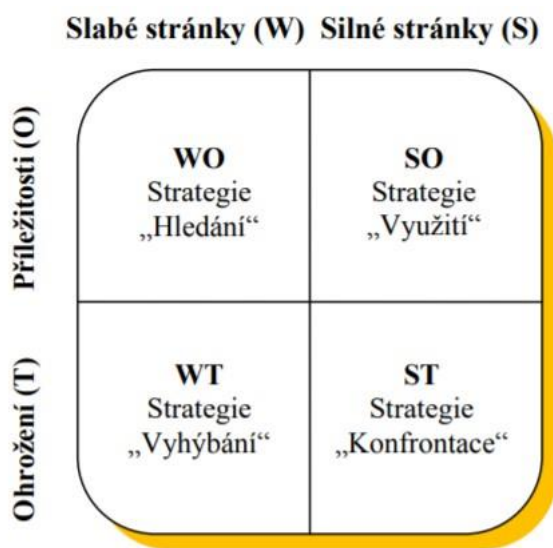 Slabé stránky (W) Silné stránky (S)
Příležitosti (O)
WO
Strategie
„Hledání“
SO
Strategie
„Využití“
Ohrožení (T)
WT
Strategie
„Vyhýbání“
ST
Strategie
„Konfrontace“